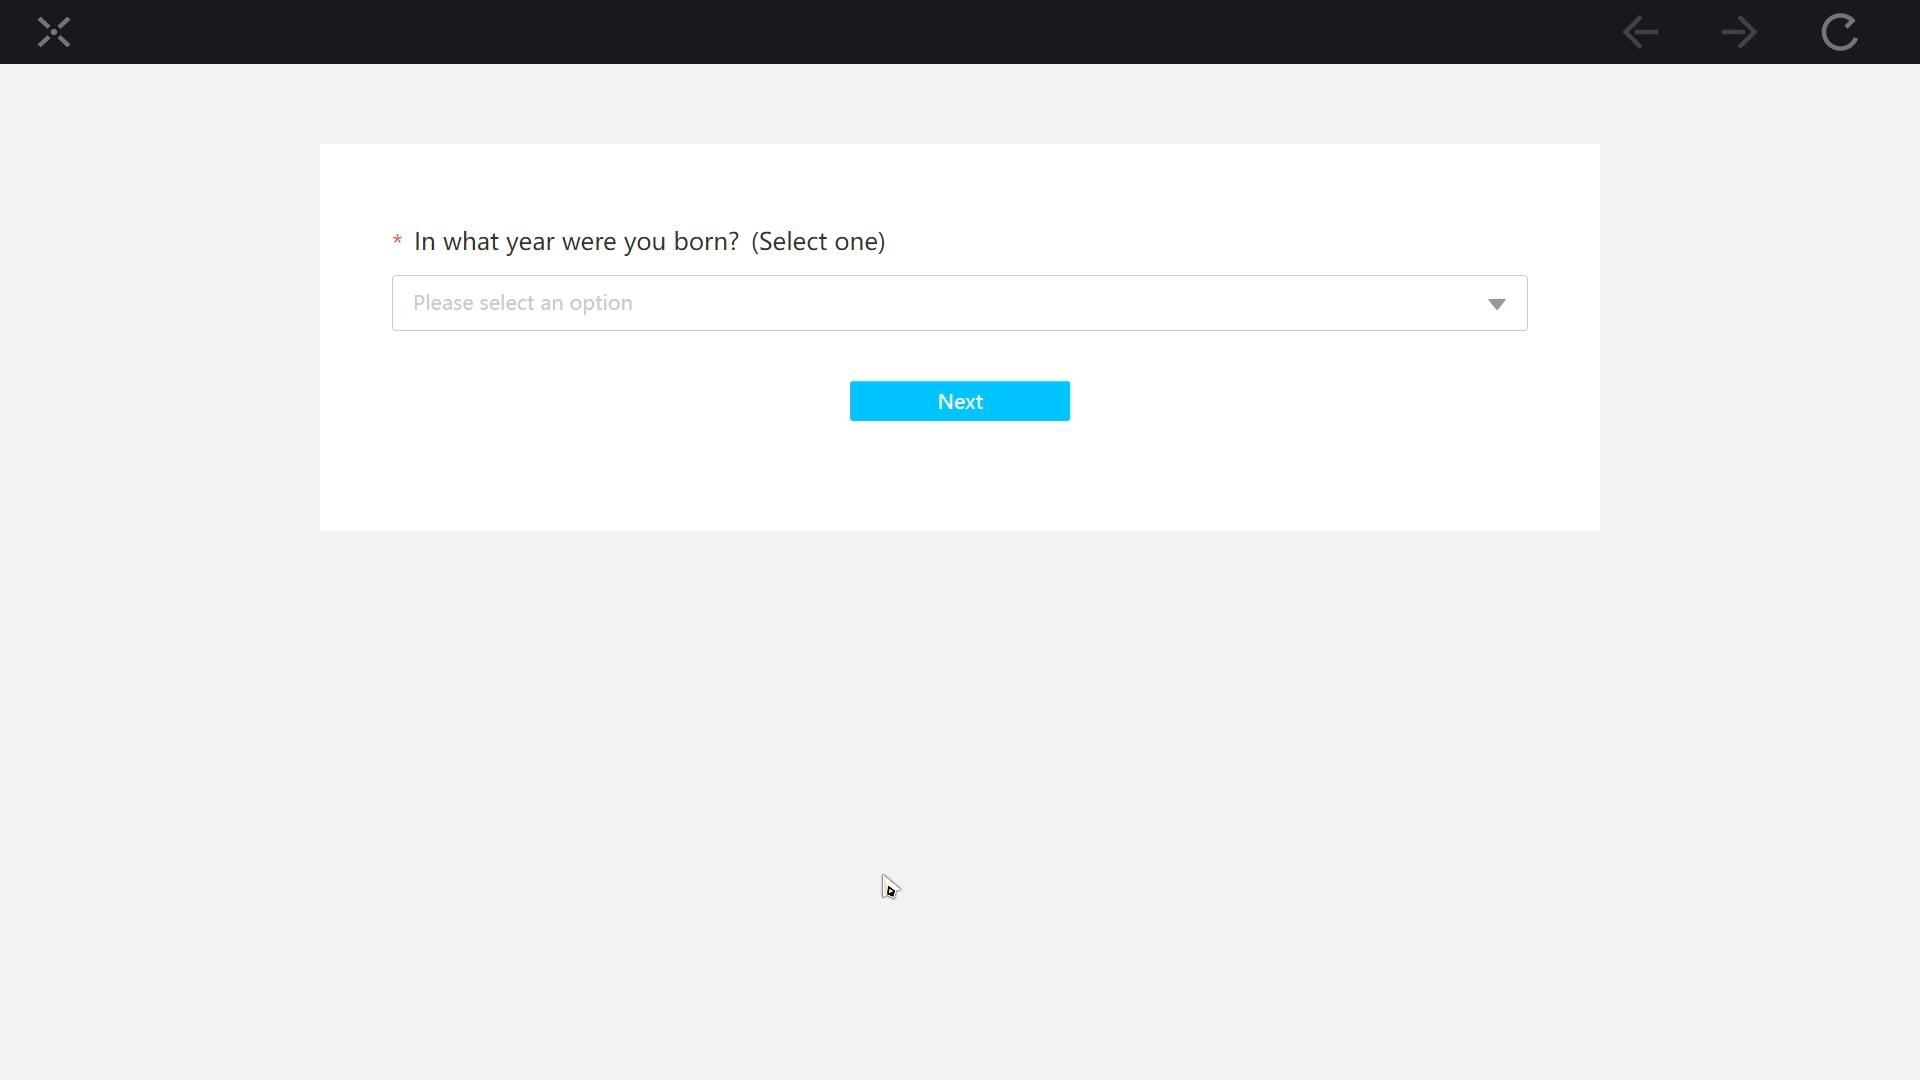 * In what year were you born? (Select one)
Please select an option
Next